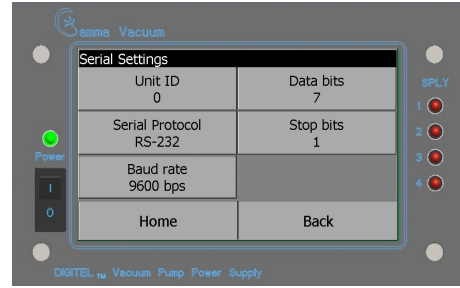 Gamma Vacuum
Serial Settings
Unit ID
0
Data bits
7
Serial Protocol
RS-232
Stop bits
1
Baud rate
9600 bps
Home
Back
SPLY
1
2
3
4
Power
I
0
DIGITEL TM Vacuum Pump Power Supply